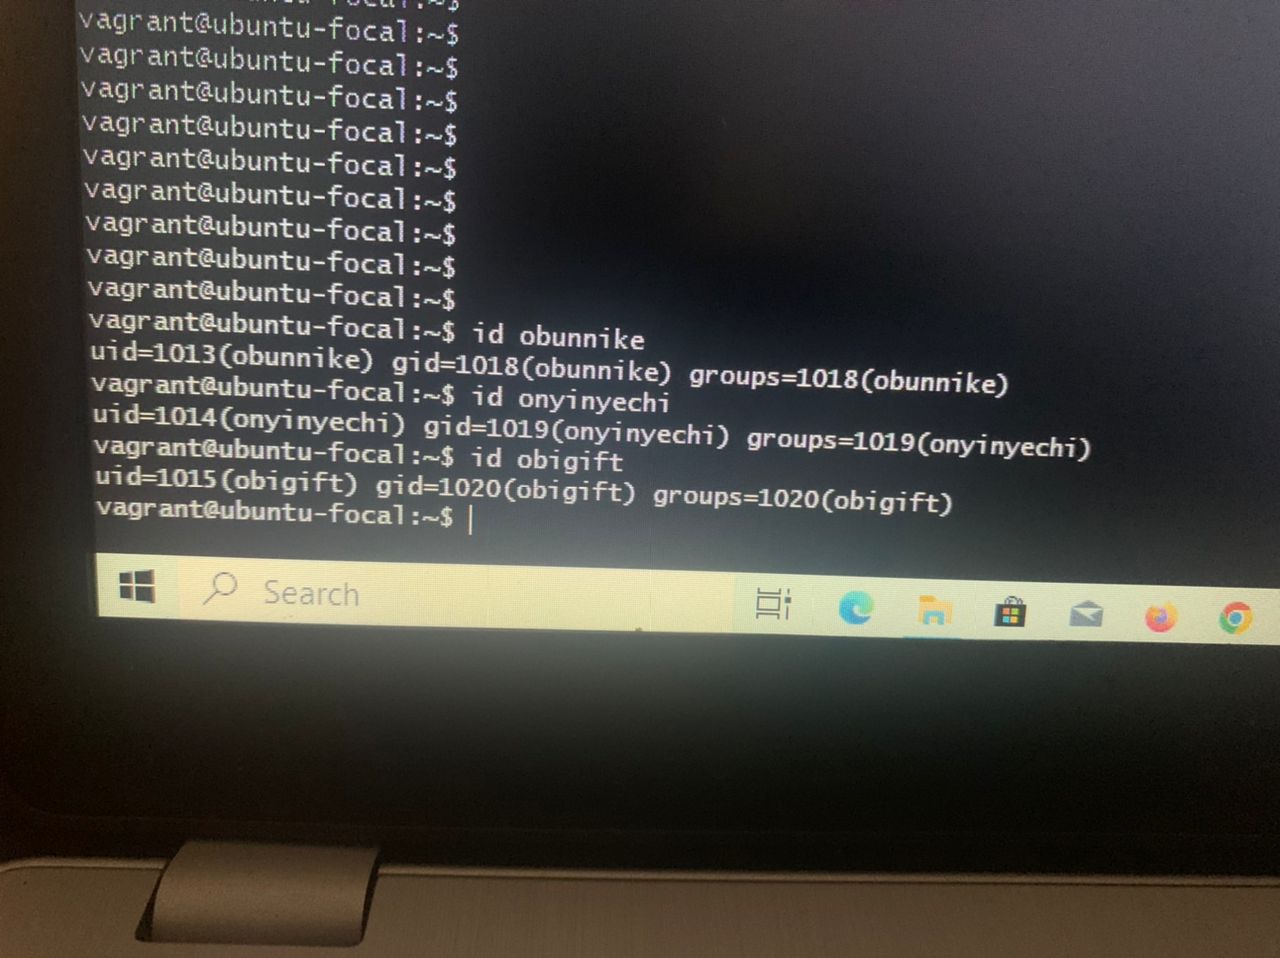 vagrant@ubuntu-focal:~$
vagrant@ubuntu-focal:~$
vagrant@ubuntu-focal:~$
vagrant@ubuntu-focal:~$
vagrant@ubuntu-focal:~$
vagrant@ubuntu-focal:~$
vagrant@ubuntu-focal:~$
vagrant@ubuntu-focal:~$
vagrant@ubuntu-focal:~$
vagrant@ubuntu-focal:~$ id obunnike
uid=1013(obunnike) gid=1018(obunnike) groups=1018(obunnike)
vagrant@ubuntu-focal:~$ id onyinyechi
uid=1014(onyinyechi) gid=1019(onyinyechi) groups=1019(onyinyechi)
vagrant@ubuntu-focal:~$ id obigift
uid=1015(obigift) gid=1020(obigift) groups=1020(obigift)
vagrant@ubuntu-focal:~$
Search